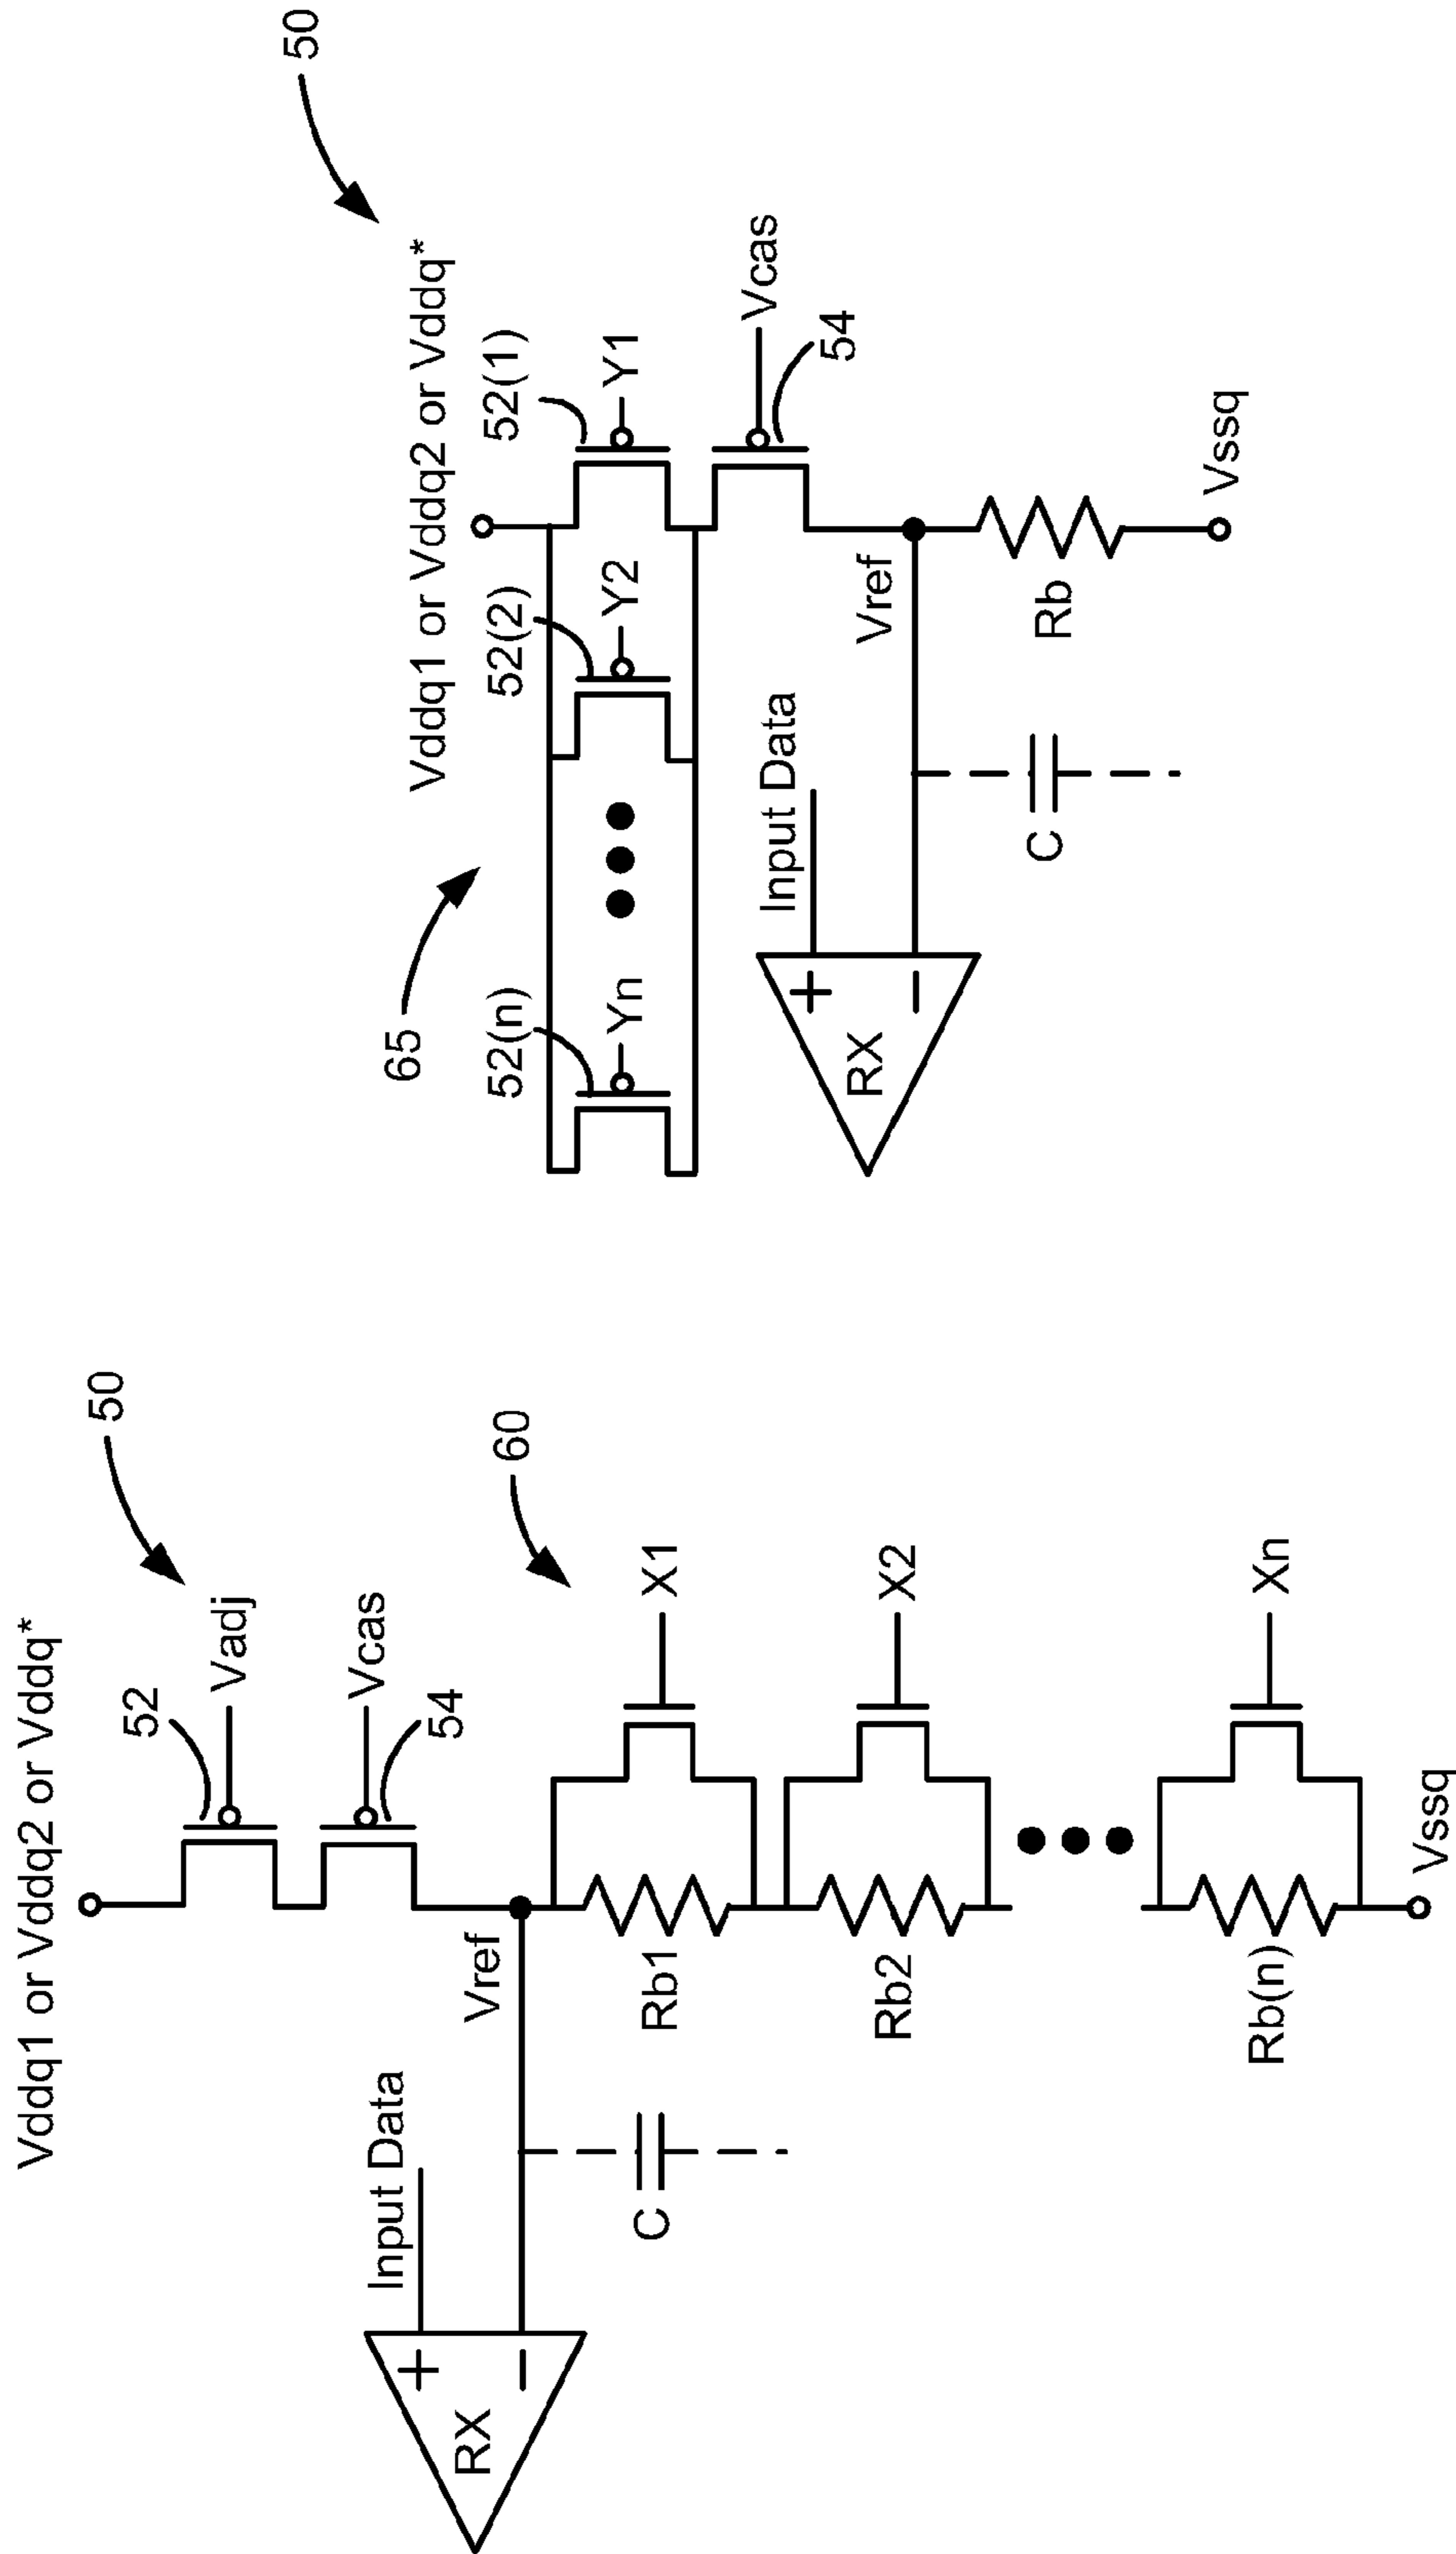 Vddq1 or Vddq2 or Vddq*
50
52
Vadj
Vcas
54
60
Vref
Input Data
RX
+
−
C
Rb1
X1
Rb2
X2
Rb(n)
Xn
Vssq
50
Vddq1 or Vddq2 or Vddq*
65
52(n)
52(2)
52(1)
Yn
Y2
Y1
Vcas
54
Input Data
Vref
RX
+
−
C
Rb
Vssq